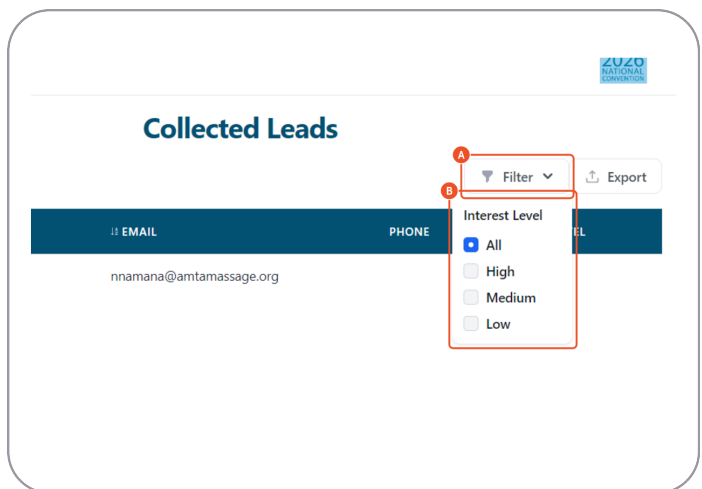 2026
NATIONAL
CONVENTION
Collected Leads
A
Filter
Export
B
EMAIL
PHONE
Interest Level
All
High
Medium
Low
nnamana@amtamassage.org